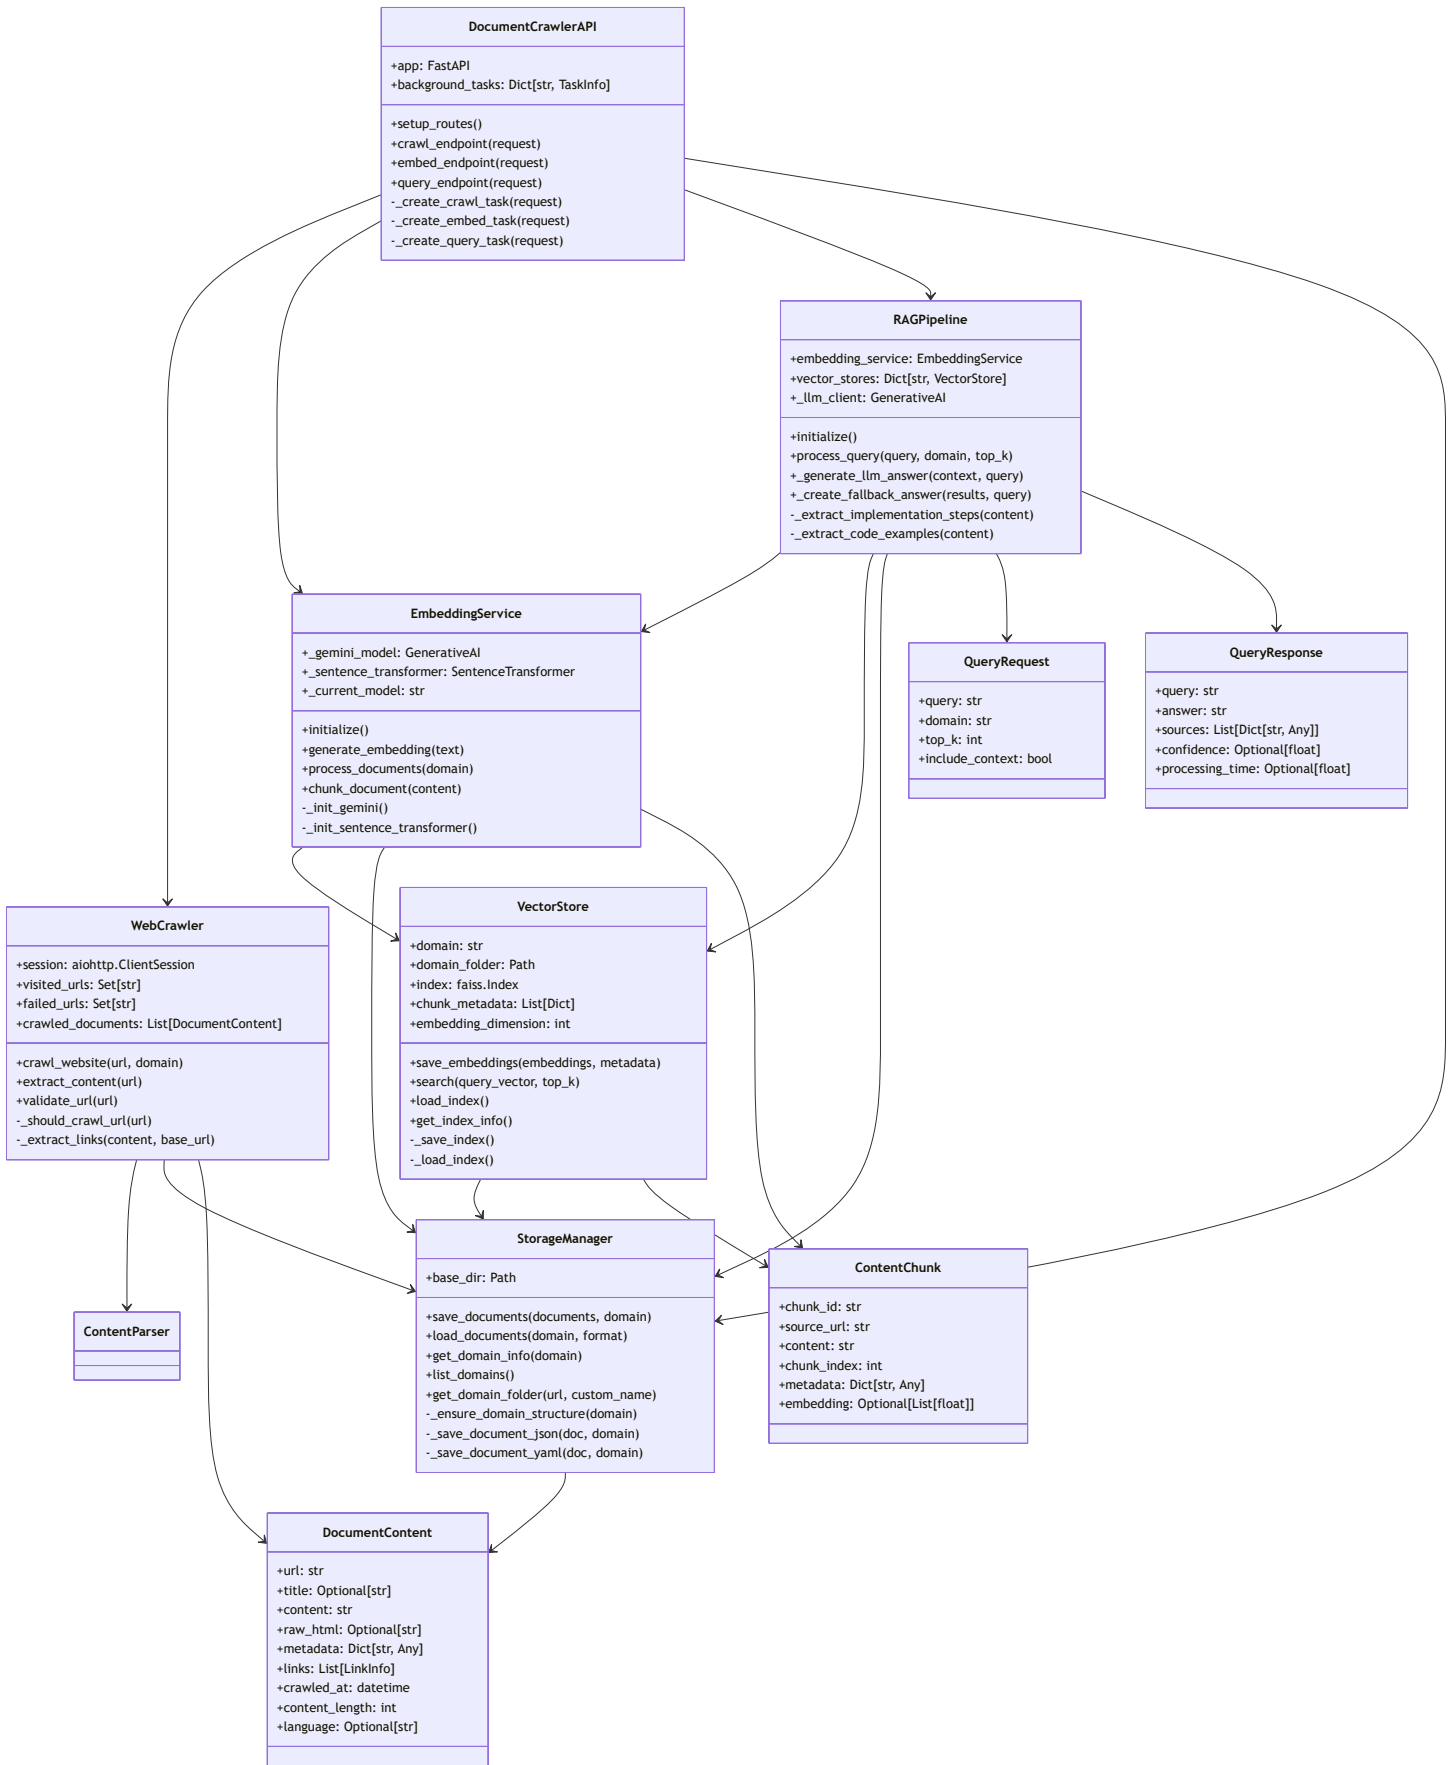 DocumentCrawlerAPI
+app: FastAPI
+background_tasks: Dict[str, TaskInfo]
+setup_routes()
+crawl_endpoint(request)
+embed_endpoint(request)
+query_endpoint(request)
-_create_crawl_task(request)
-_create_embed_task(request)
-_create_query_task(request)
RAGPipeline
+embedding_service: EmbeddingService
+vector_stores: Dict[str, VectorStore]
+_llm_client: GenerativeAI
+initialize()
+process_query(query, domain, top_k)
+_generate_llm_answer(context, query)
+_create_fallback_answer(results, query)
-_extract_implementation_steps(content)
-_extract_code_examples(content)
EmbeddingService
+_gemini_model: GenerativeAI
+_sentence_transformer: SentenceTransformer
+_current_model: str
+initialize()
+generate_embedding(text)
+process_documents(domain)
+chunk_document(content)
-_init_gemini()
-_init_sentence_transformer()
QueryRequest
+query: str
+domain: str
+top_k: int
+include_context: bool
QueryResponse
+query: str
+answer: str
+sources: List[Dict[str, Any]]
+confidence: Optional[float]
+processing_time: Optional[float]
WebCrawler
+session: aiohttp.ClientSession
+visited_urls: Set[str]
+failed_urls: Set[str]
+crawled_documents: List[DocumentContent]
+crawl_website(url, domain)
+extract_content(url)
+validate_url(url)
-_should_crawl_url(url)
-_extract_links(content, base_url)
VectorStore
+domain: str
+domain_folder: Path
+index: faiss.Index
+chunk_metadata: List[Dict]
+embedding_dimension: int
+save_embeddings(embeddings, metadata)
+search(query_vector, top_k)
+load_index()
+get_index_info()
-_save_index()
-_load_index()
StorageManager
+base_dir: Path
+save_documents(documents, domain)
+load_documents(domain, format)
+get_domain_info(domain)
+list_domains()
+get_domain_folder(url, custom_name)
-_ensure_domain_structure(domain)
-_save_document_json(doc, domain)
-_save_document_yaml(doc, domain)
ContentChunk
+chunk_id: str
+source_url: str
+content: str
+chunk_index: int
+metadata: Dict[str, Any]
+embedding: Optional[List[float]]
ContentParser
DocumentContent
+url: str
+title: Optional[str]
+content: str
+raw_html: Optional[str]
+metadata: Dict[str, Any]
+links: List[LinkInfo]
+crawled_at: datetime
+content_length: int
+language: Optional[str]